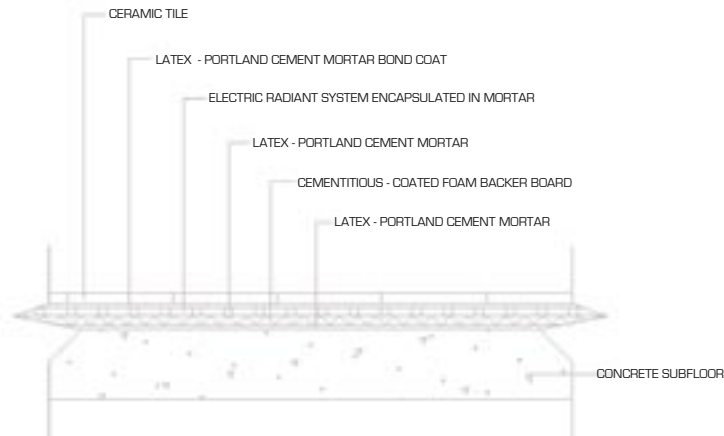 CERAMIC TILE
LATEX - PORTLAND CEMENT MORTAR BOND COAT
ELECTRIC RADIANT SYSTEM ENCAPSULATED IN MORTAR
LATEX - PORTLAND CEMENT MORTAR
CEMENTITIOUS - COATED FOAM BACKER BOARD
LATEX - PORTLAND CEMENT MORTAR
CONCRETE SUBFLOOR